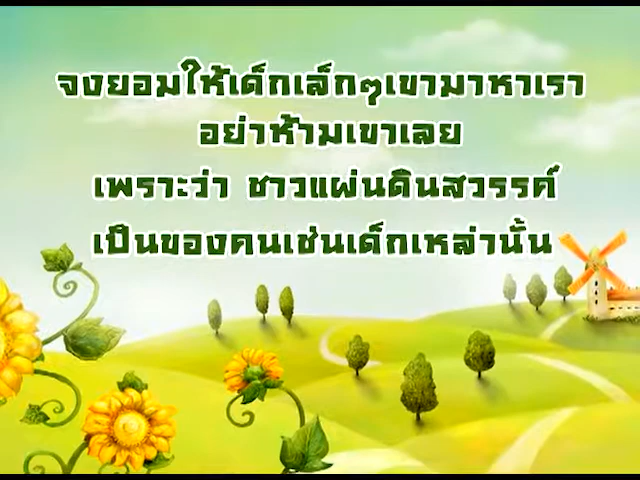 จงยอมให้เด็กเล็กๆเขามาหาเรา
อย่าห้ามเขาเลย
เพราะว่า ชาวแผ่นดินสวรรค์
เป็นของคนเช่นเด็กเหล่านั้น